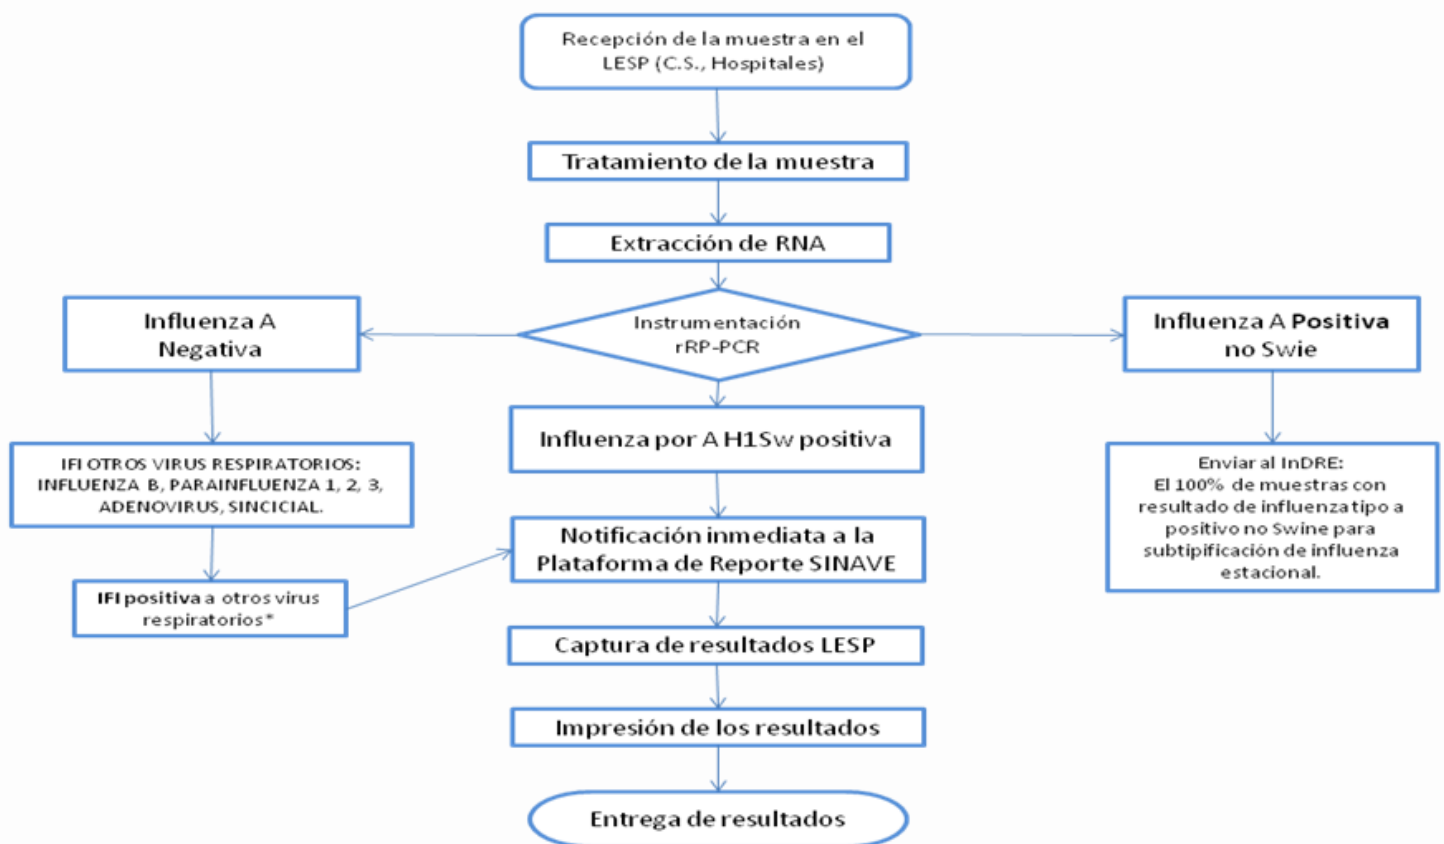 Recepción de la muestra en el
LESP (C.S., Hospitales)
Tratamiento de la muestra
Extracción de RNA
Instrumentación
rRP-PCR
Influenza A
Negativa
Influenza A Positiva
no Swie
Influenza por A H1Sw positiva
IFI OTROS VIRUS RESPIRATORIOS:
INFLUENZA B, PARAINFLUENZA 1, 2, 3,
ADENOVIRUS, SINCICIAL.
Enviar al InDRE:
El 100% de muestras con
resultado de influenza tipo a
positivo no Swine para
subtipificación de influenza
estacional.
Notificación inmediata a la
Plataforma de Reporte SINAVE
IFI positiva a otros virus
respiratorios*
Captura de resultados LESP
Impresión de los resultados
Entrega de resultados